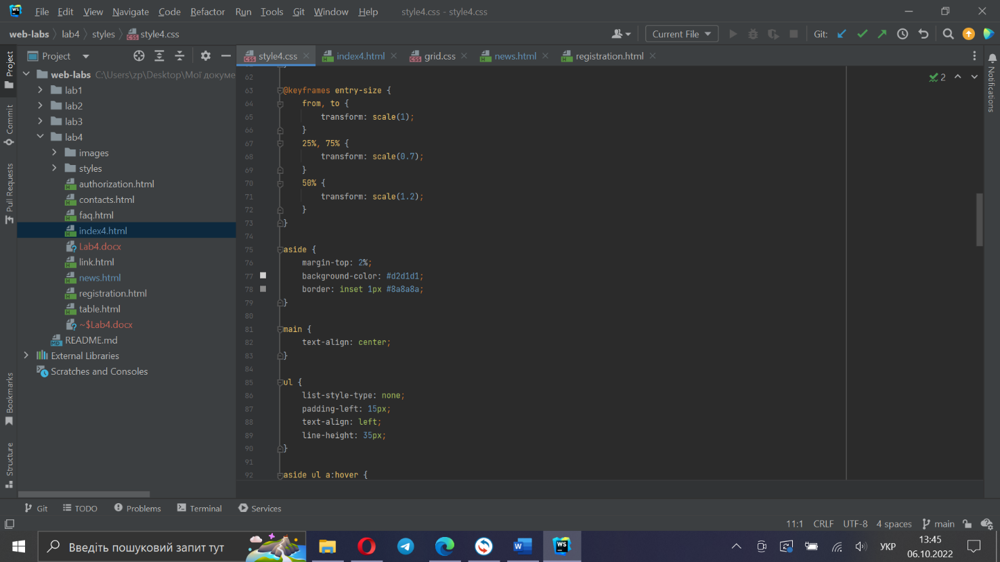 WS File Edit View Navigate Code Refactor Run Tools Git Window Help style4.css - style4.css
web-labs lab4 styles style4.css Current File Git:
Project style4.css index4.html grid.css news.html registration.html
web-labs C:\Users\zp\Desktop\Мої докуме
lab1
lab2
lab3
lab4
images
styles
authorization.html
contacts.html
faq.html
index4.html
Lab4.docx
link.html
news.html
registration.html
table.html
~$Lab4.docx
README.md
External Libraries
Scratches and Consoles
Project
Commit
Pull Requests
Bookmarks
Structure
62
63 @keyframes entry-size {
64 from, to {
65 transform: scale(1);
66 }
67 25%, 75% {
68 transform: scale(0.7);
69 }
70 50% {
71 transform: scale(1.2);
72 }
73 }
74
75 aside {
76 margin-top: 2%;
77 background-color: #d2d1d1;
78 border: inset 1px #8a8a8a;
79 }
80
81 main {
82 text-align: center;
83 }
84
85 ul {
86 list-style-type: none;
87 padding-left: 15px;
88 text-align: left;
89 line-height: 35px;
90 }
91
92 aside ul a:hover {
2
Notifications
Git TODO Problems Terminal Services
11:1 CRLF UTF-8 4 spaces main
Введіть пошуковий запит тут
WS
УКР
13:45
06.10.2022